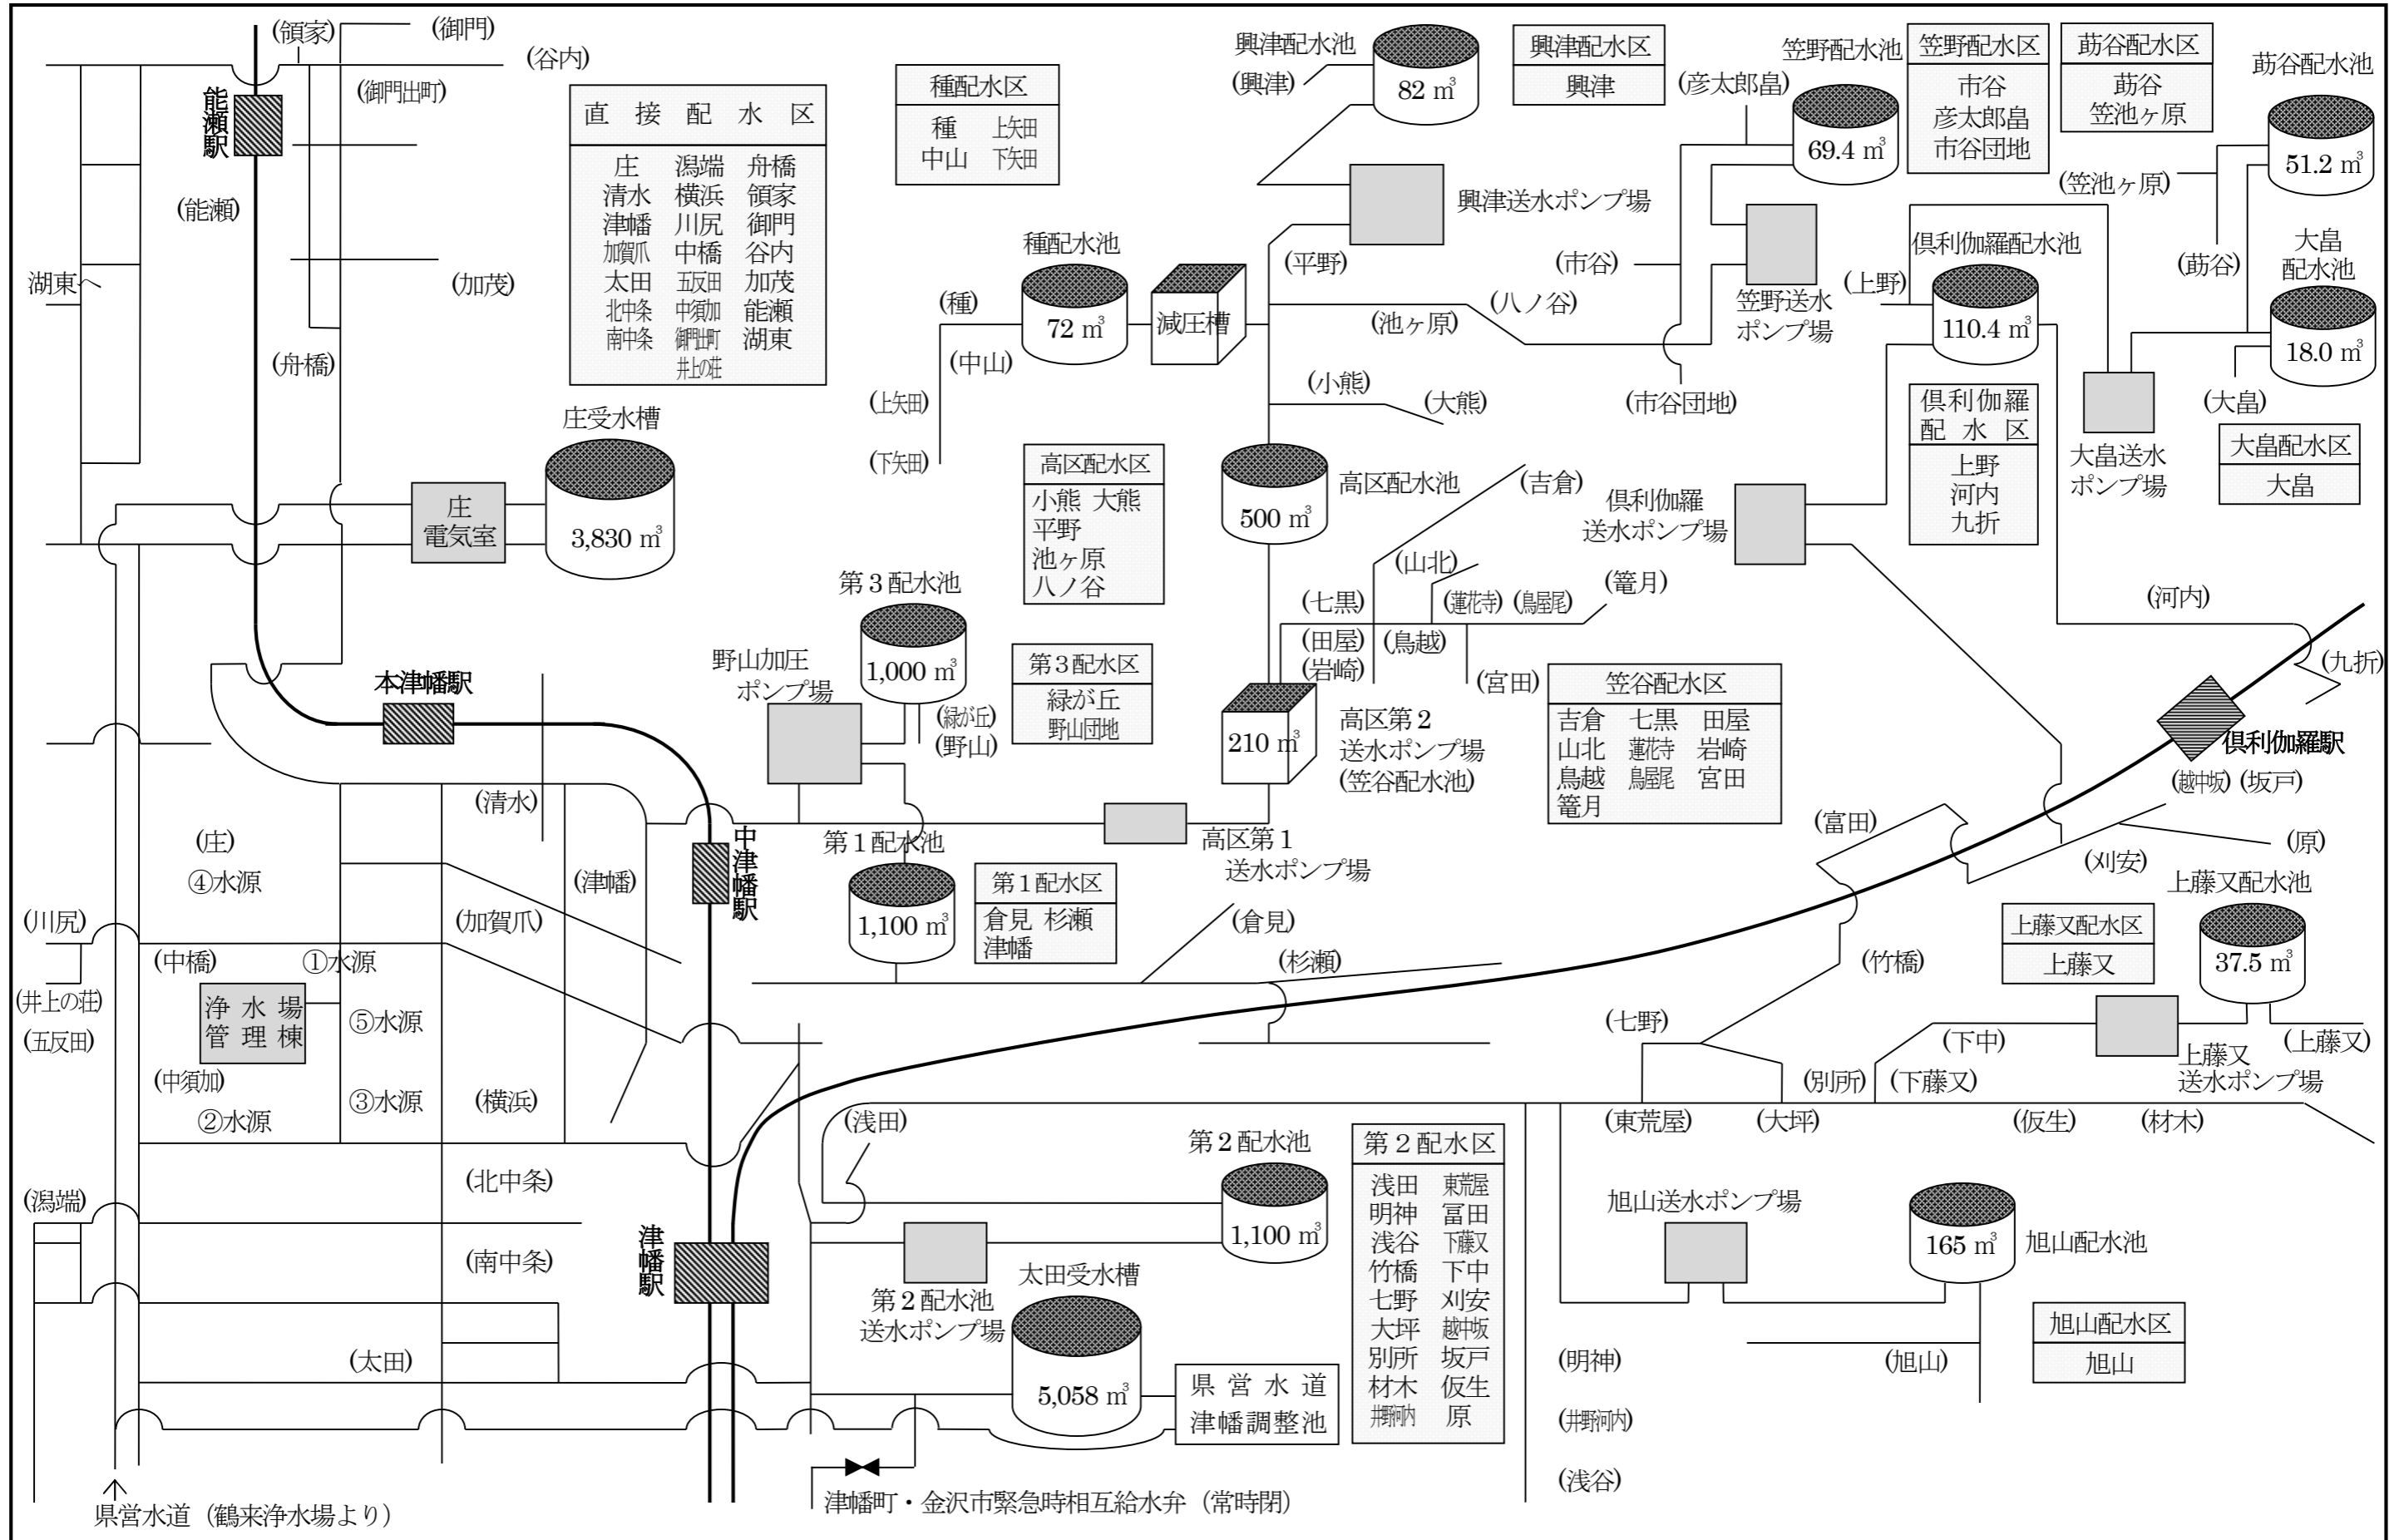 (領家)
(御門)
(谷内)
(御門出町)
能瀬駅
(能瀬)
湖東へ
(加茂)
(舟橋)
直接配水区
庄 潟端 舟橋
清水 横浜 領家
津幡 川尻 御門
加賀爪 中橋 谷内
太田 五反田 加茂
北中条 中須加 能瀬
南中条 御門出町 湖東
井上の荘
種配水区
種 上矢田
中山 下矢田
興津配水池
(興津)
82 ㎥
興津配水区
興津
興津送水ポンプ場
(平野)
笠野配水池
(彦太郎畠)
69.4 ㎥
笠野配水区
市谷
彦太郎畠
市谷団地
莇谷配水区
莇谷
笠池ヶ原
莇谷配水池
51.2 ㎥
(笠池ヶ原)
(莇谷)
大畠
配水池
18.0 ㎥
(大畠)
大畠送水
ポンプ場
大畠配水区
大畠
(市谷)
笠野送水
ポンプ場
(市谷団地)
(八ノ谷)
(池ヶ原)
倶利伽羅配水池
(上野)
110.4 ㎥
倶利伽羅
配水区
上野
河内
九折
種配水池
(種)
72 ㎥
減圧槽
(中山)
(上矢田)
(下矢田)
(小熊)
(大熊)
庄受水槽
庄
電気室
3,830 ㎥
高区配水区
小熊 大熊
平野
池ヶ原
八ノ谷
高区配水池
500 ㎥
(吉倉)
倶利伽羅
送水ポンプ場
(山北)
(七黒)
(蓮花寺)
(鳥屋尾)
(篭月)
(田屋)
(鳥越)
(岩崎)
(宮田)
(河内)
(九折)
第3配水池
1,000 ㎥
野山加圧
ポンプ場
(緑が丘)
(野山)
第3配水区
緑が丘
野山団地
210 ㎥
高区第2
送水ポンプ場
(笠谷配水池)
笠谷配水区
吉倉 七黒 田屋
山北 蓮花寺 岩崎
鳥越 鳥屋尾 宮田
篭月
倶利伽羅駅
(越中坂)
(坂戸)
本津幡駅
(清水)
中津幡駅
高区第1
送水ポンプ場
(富田)
(原)
(刈安)
(庄)
④水源
(津幡)
(加賀爪)
第1配水池
1,100 ㎥
第1配水区
倉見 杉瀬
津幡
(倉見)
(杉瀬)
(竹橋)
上藤又配水池
37.5 ㎥
上藤又配水区
上藤又
(川尻)
(中橋)
①水源
(井上の荘)
(五反田)
浄水場
管理棟
⑤水源
(中須加)
②水源
③水源
(横浜)
(七野)
(下中)
(上藤又)
上藤又
送水ポンプ場
(別所)
(下藤又)
(浅田)
(東荒屋)
(大坪)
(仮生)
(材木)
(北中条)
(潟端)
(南中条)
津幡駅
第2配水池
1,100 ㎥
第2配水池
送水ポンプ場
第2配水区
浅田 東荒屋
明神 冨田
浅谷 下藤又
竹橋 下中
七野 刈安
大坪 越中坂
別所 坂戸
材木 仮生
井野河内 原
旭山送水ポンプ場
165 ㎥
旭山配水池
旭山配水区
旭山
(旭山)
(明神)
(井野河内)
(浅谷)
(太田)
太田受水槽
5,058 ㎥
県営水道
津幡調整池
県営水道（鶴来浄水場より）
津幡町・金沢市緊急時相互給水弁（常時閉）